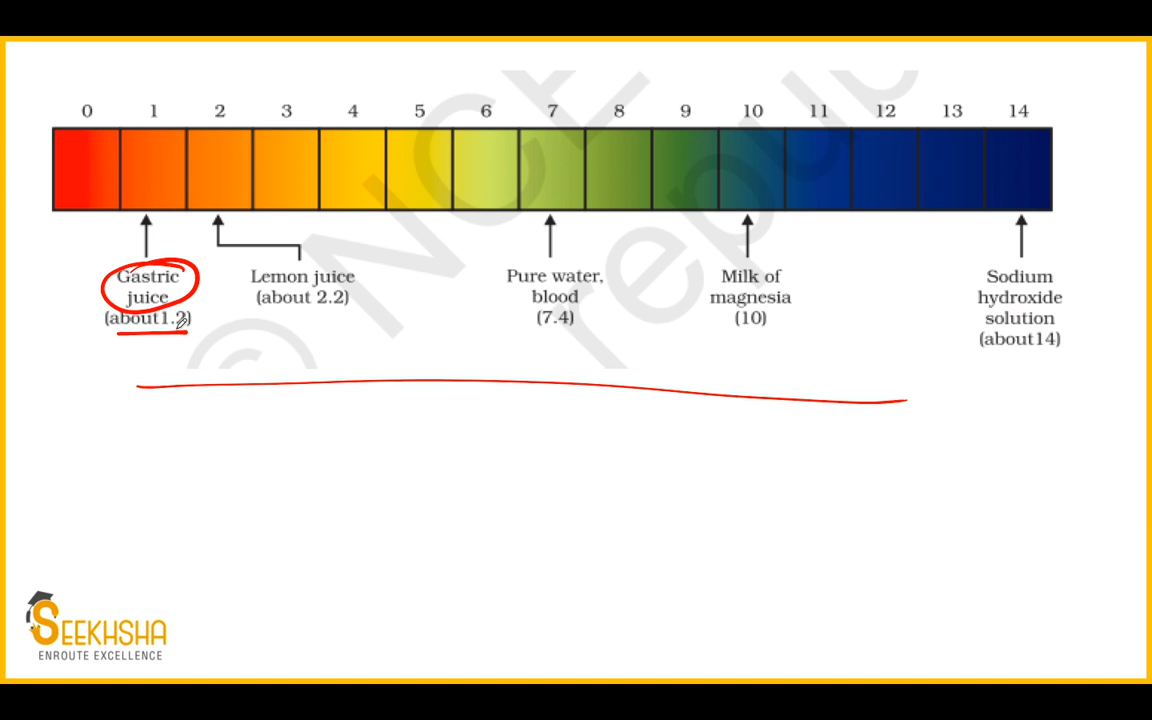 0 1 2 3 4 5 6 7 8 9 10 11 12 13 14
Gastric
juice
(about1.2)
Lemon juice
(about 2.2)
Pure water,
blood
(7.4)
Milk of
magnesia
(10)
Sodium
hydroxide
solution
(about14)
© NCE
repu
SEEKHSHA
ENROUTE EXCELLENCE